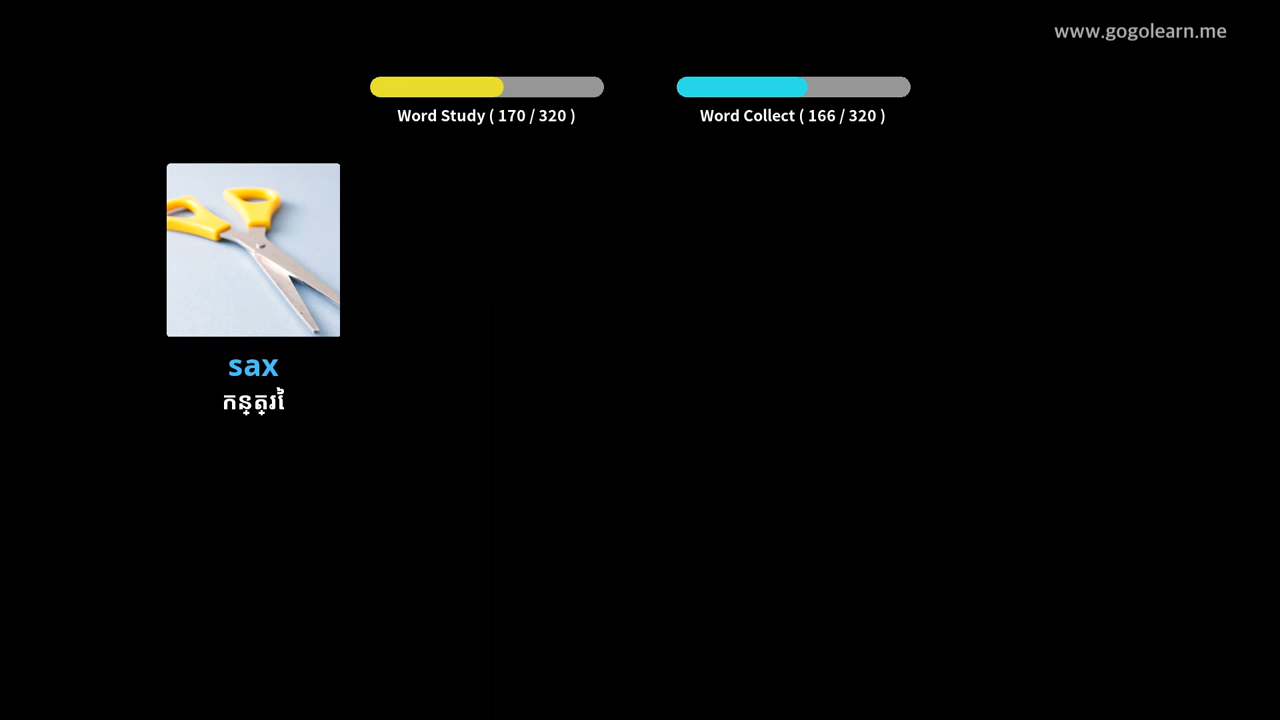 www.gogolearn.me
Word Study ( 170 / 320 )
Word Collect ( 166 / 320 )
sax
កន្ត្រៃ